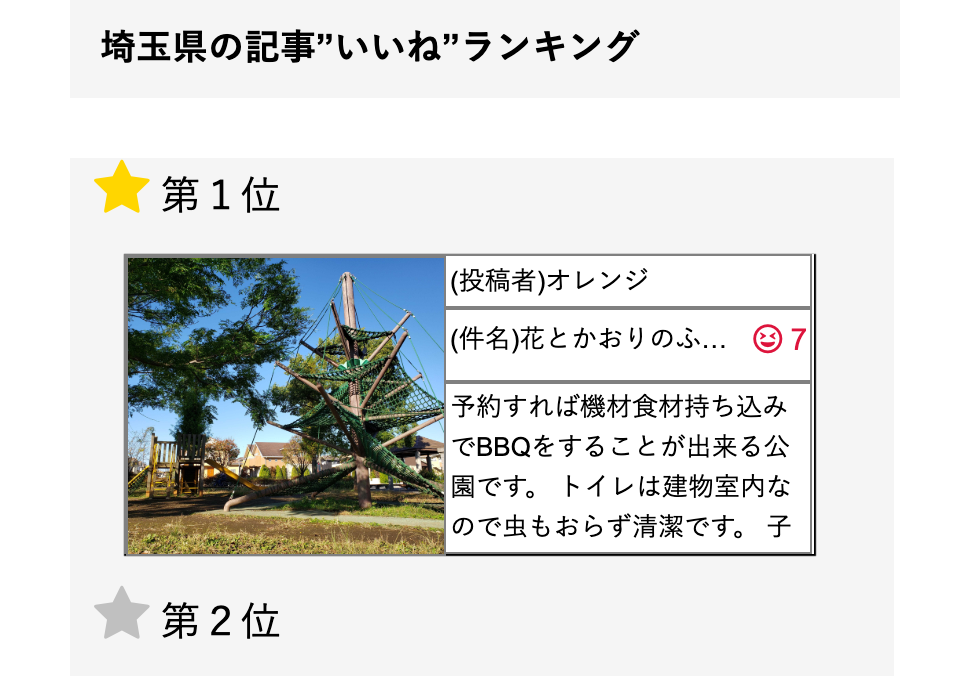 埼玉県の記事”いいね”ランキング
第１位
(投稿者)オレンジ
(件名)花とかおりのふ… 7
予約すれば機材食材持ち込み
でBBQをすることが出来る公
園です。 トイレは建物室内な
ので虫もおらず清潔です。 子
第２位